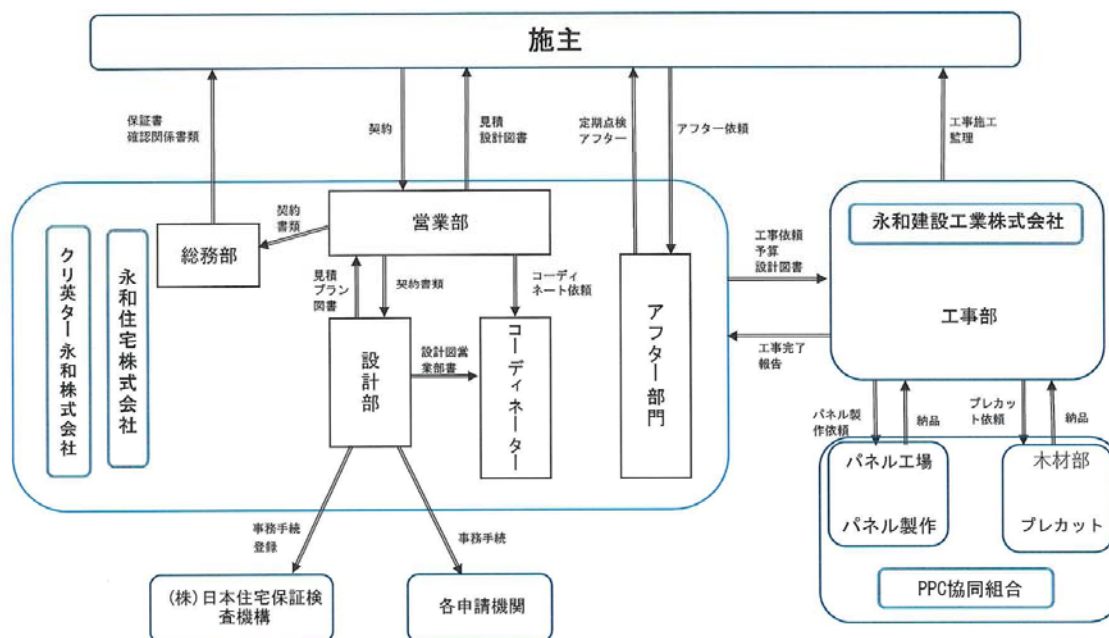 施主
保証書
確認関係書類
契約
見積
設計図書
定期点検
アフター
アフター依頼
工事施工
監理
クリ英ター永和株式会社
永和住宅株式会社
総務部
契約
書類
営業部
見積
プラン
図書
契約書類
コーディ
ネート依頼
設計部
設計図営
業部書
コーディネーター
アフター部門
工事依頼
予算
設計図書
工事完了
報告
永和建設工業株式会社
工事部
パネル製
作依頼
納品
プレカッ
ト依頼
納品
パネル工場
パネル製作
木材部
プレカット
PPC協同組合
事務手続
登録
事務手続
(株)日本住宅保証検
査機構
各申請機関